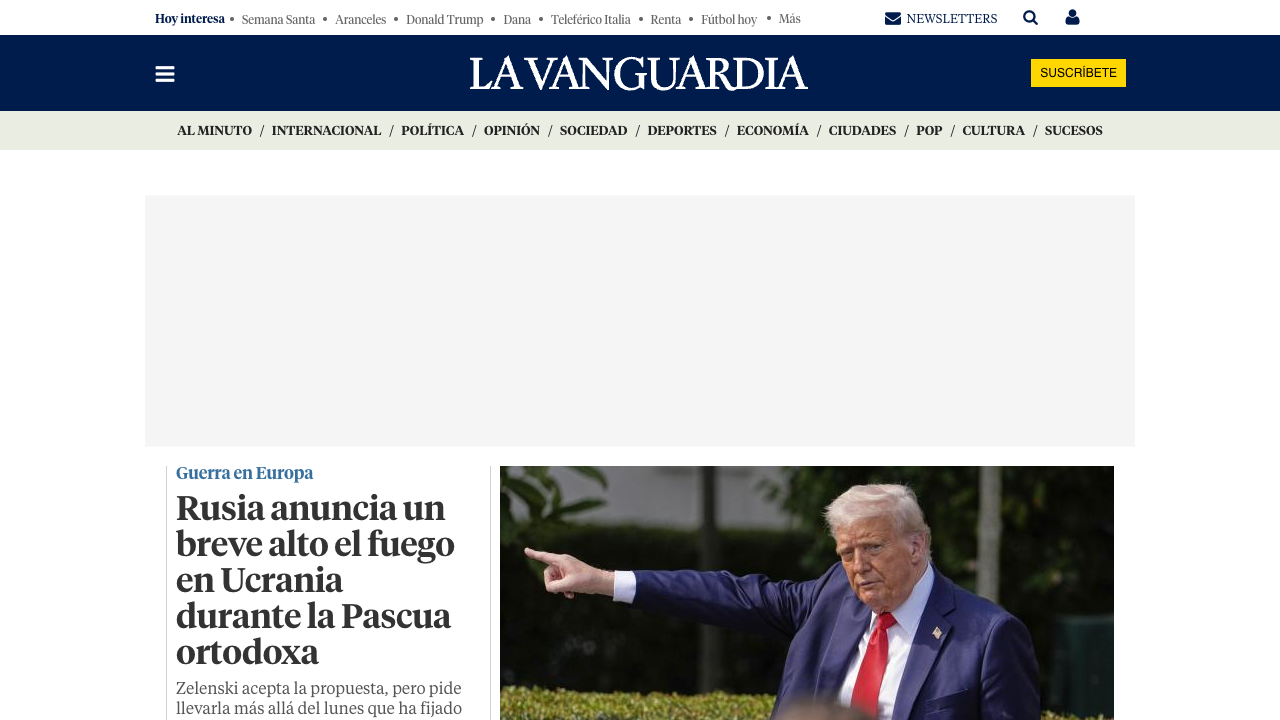 Hoy interesa • Semana Santa • Aranceles • Donald Trump • Dana • Teleférico Italia • Renta • Fútbol hoy • Más NEWSLETTERS
LA VANGUARDIA
SUSCRÍBETE
AL MINUTO / INTERNACIONAL / POLÍTICA / OPINIÓN / SOCIEDAD / DEPORTES / ECONOMÍA / CIUDADES / POP / CULTURA / SUCESOS
Guerra en Europa
Rusia anuncia un
breve alto el fuego
en Ucrania
durante la Pascua
ortodoxa
Zelenski acepta la propuesta, pero pide
llevarla más allá del lunes que ha fijado